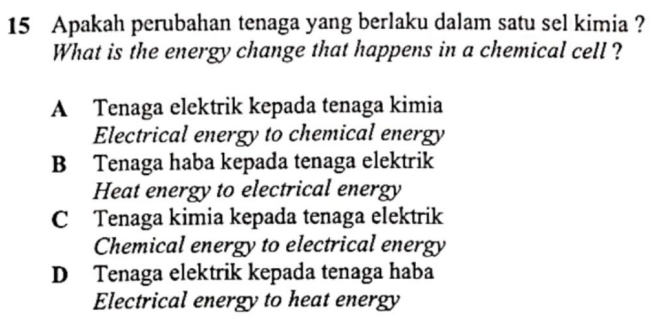 15 Apakah perubahan tenaga yang berlaku dalam satu sel kimia ?
What is the energy change that happens in a chemical cell ?
A Tenaga elektrik kepada tenaga kimia
Electrical energy to chemical energy
B Tenaga haba kepada tenaga elektrik
Heat energy to electrical energy
C Tenaga kimia kepada tenaga elektrik
Chemical energy to electrical energy
D Tenaga elektrik kepada tenaga haba
Electrical energy to heat energy